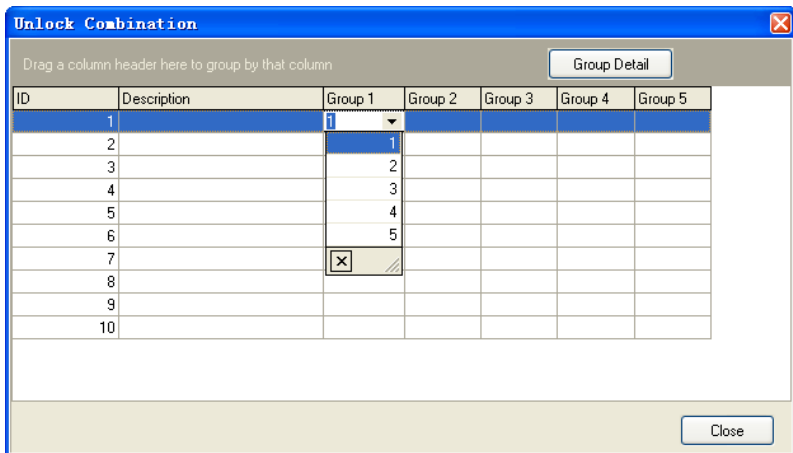 Unlock Combination
Drag a column header here to group by that column Group Detail
ID Description Group 1 Group 2 Group 3 Group 4 Group 5
1 1
1
2 2
3 3
4 4
5 5
6
7
8
9
10
Close